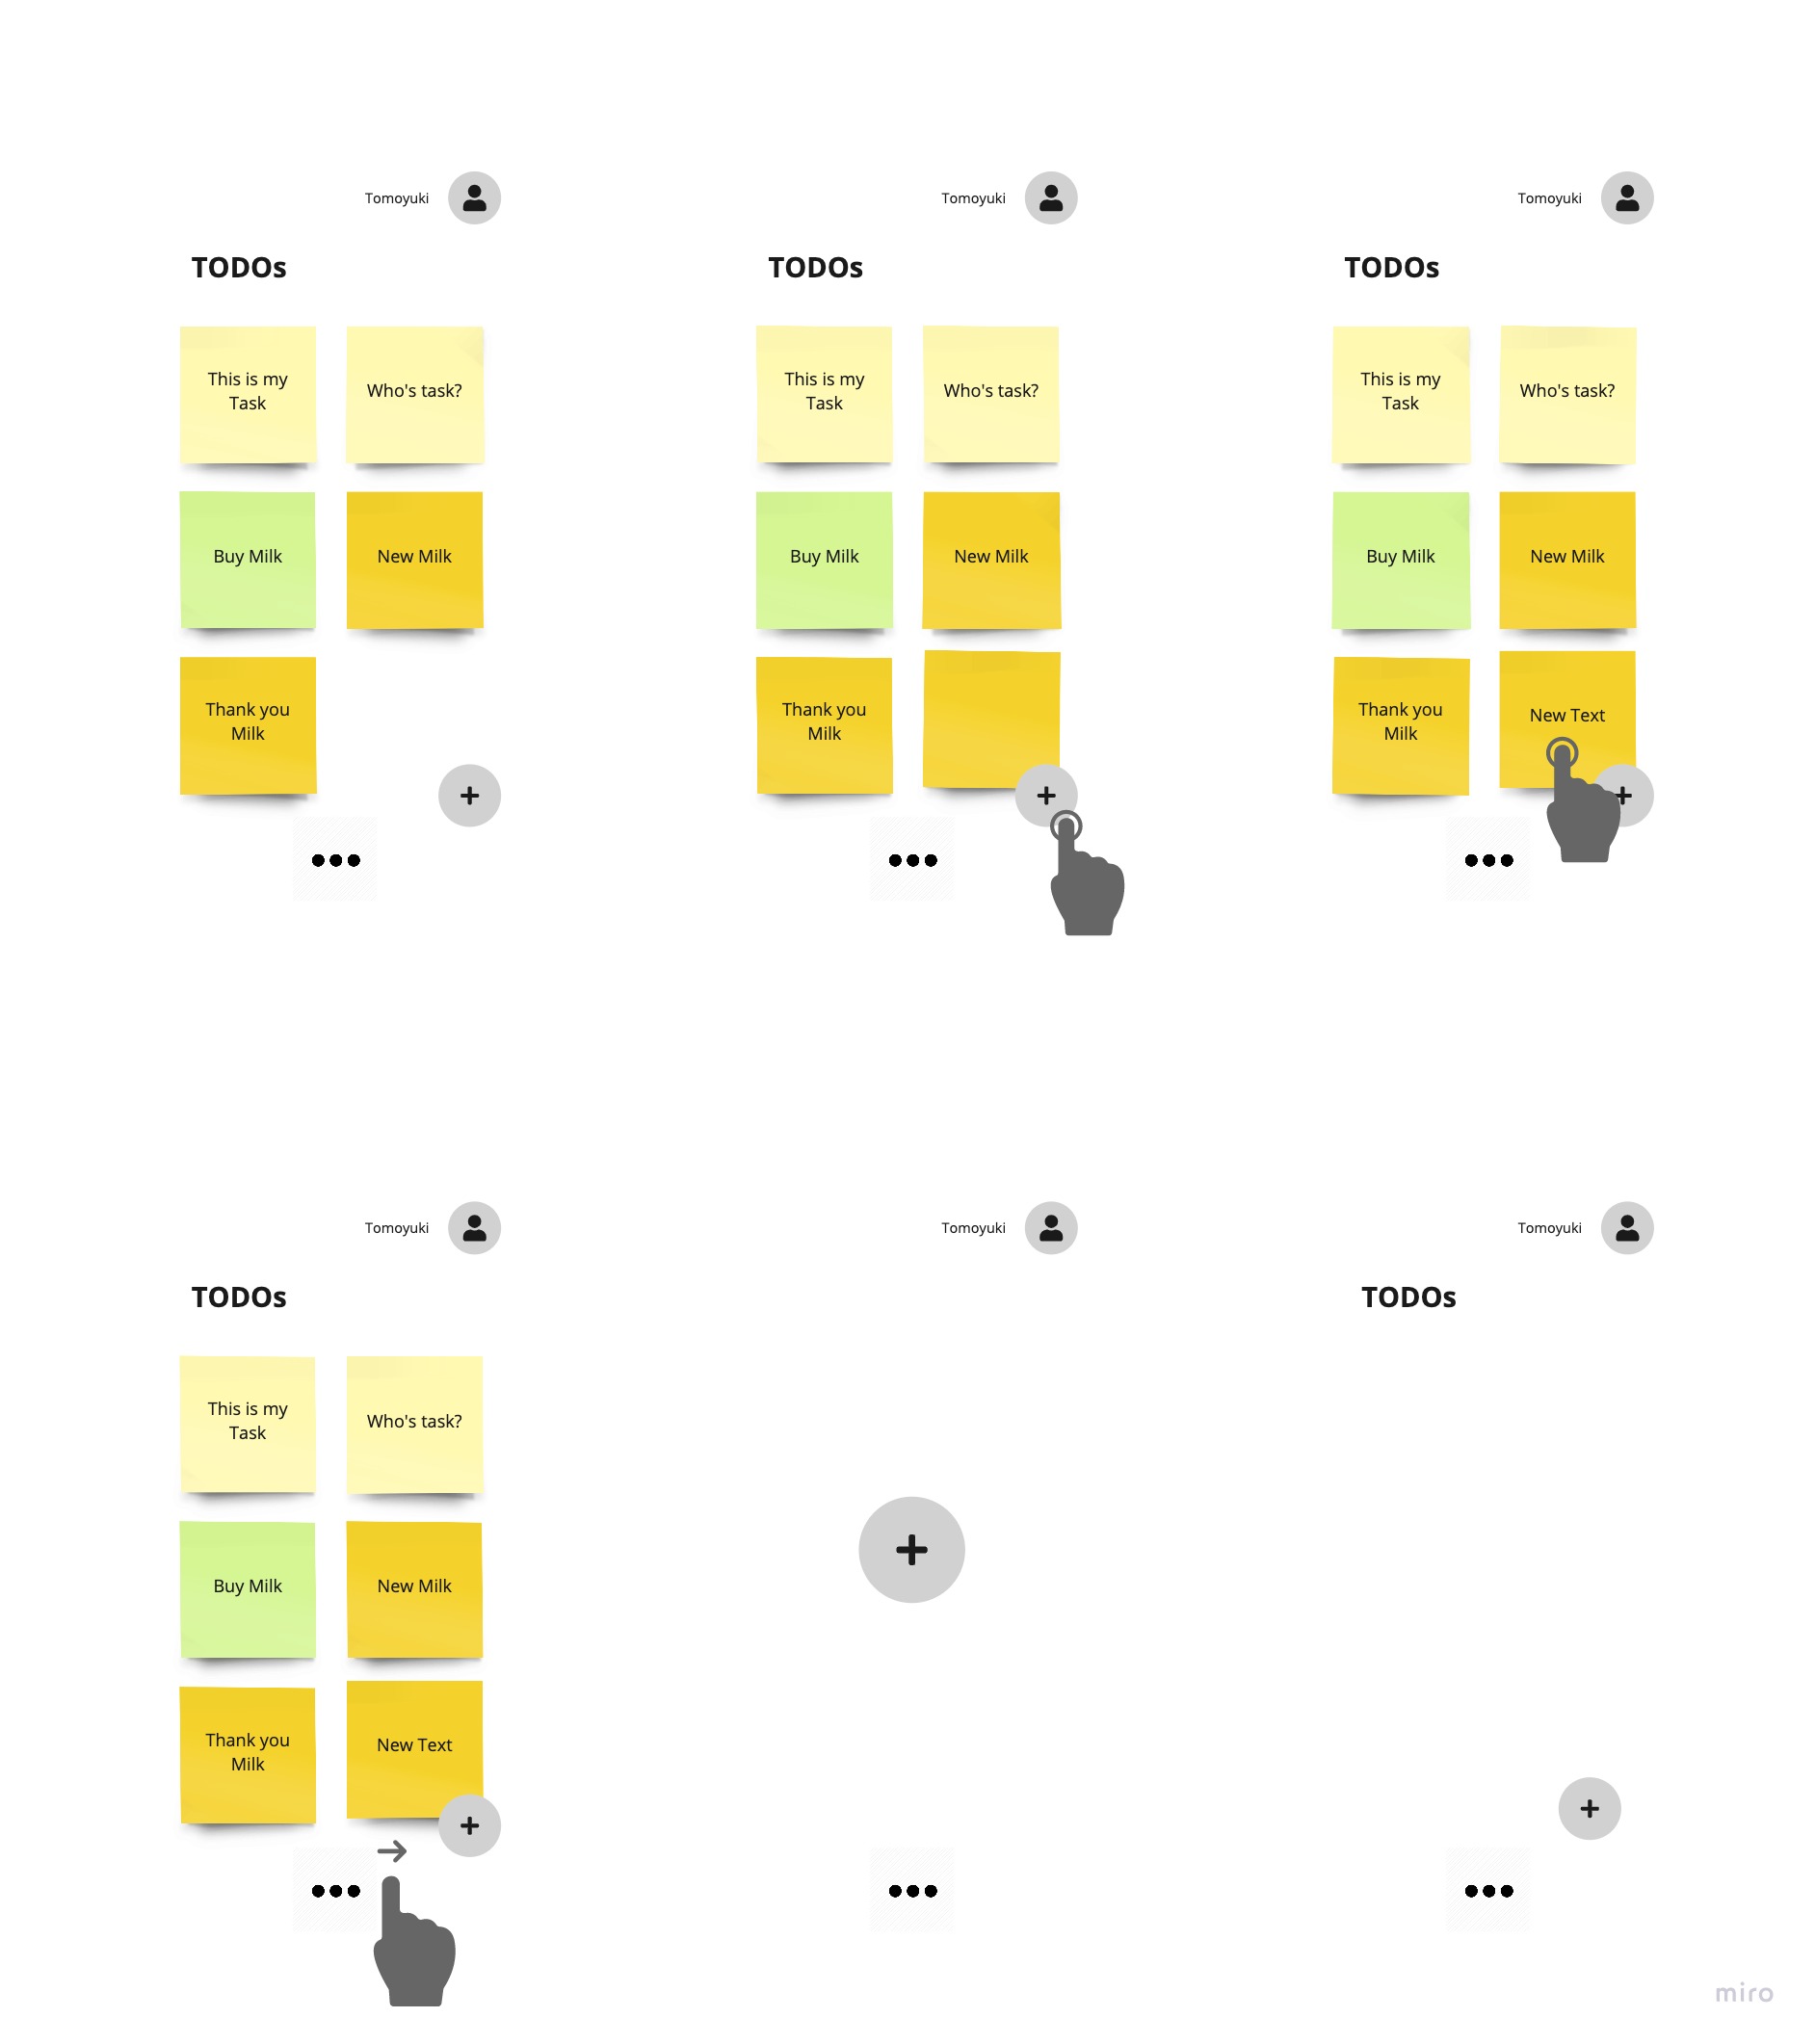 Tomoyuki
TODOs
This is my
Task
Who's task?
Buy Milk
New Milk
Thank you
Milk
+
Tomoyuki
TODOs
This is my
Task
Who's task?
Buy Milk
New Milk
Thank you
Milk
+
Tomoyuki
TODOs
This is my
Task
Who's task?
Buy Milk
New Milk
Thank you
Milk
New Text
+
Tomoyuki
TODOs
This is my
Task
Who's task?
Buy Milk
New Milk
Thank you
Milk
New Text
+
Tomoyuki
+
Tomoyuki
TODOs
+
miro